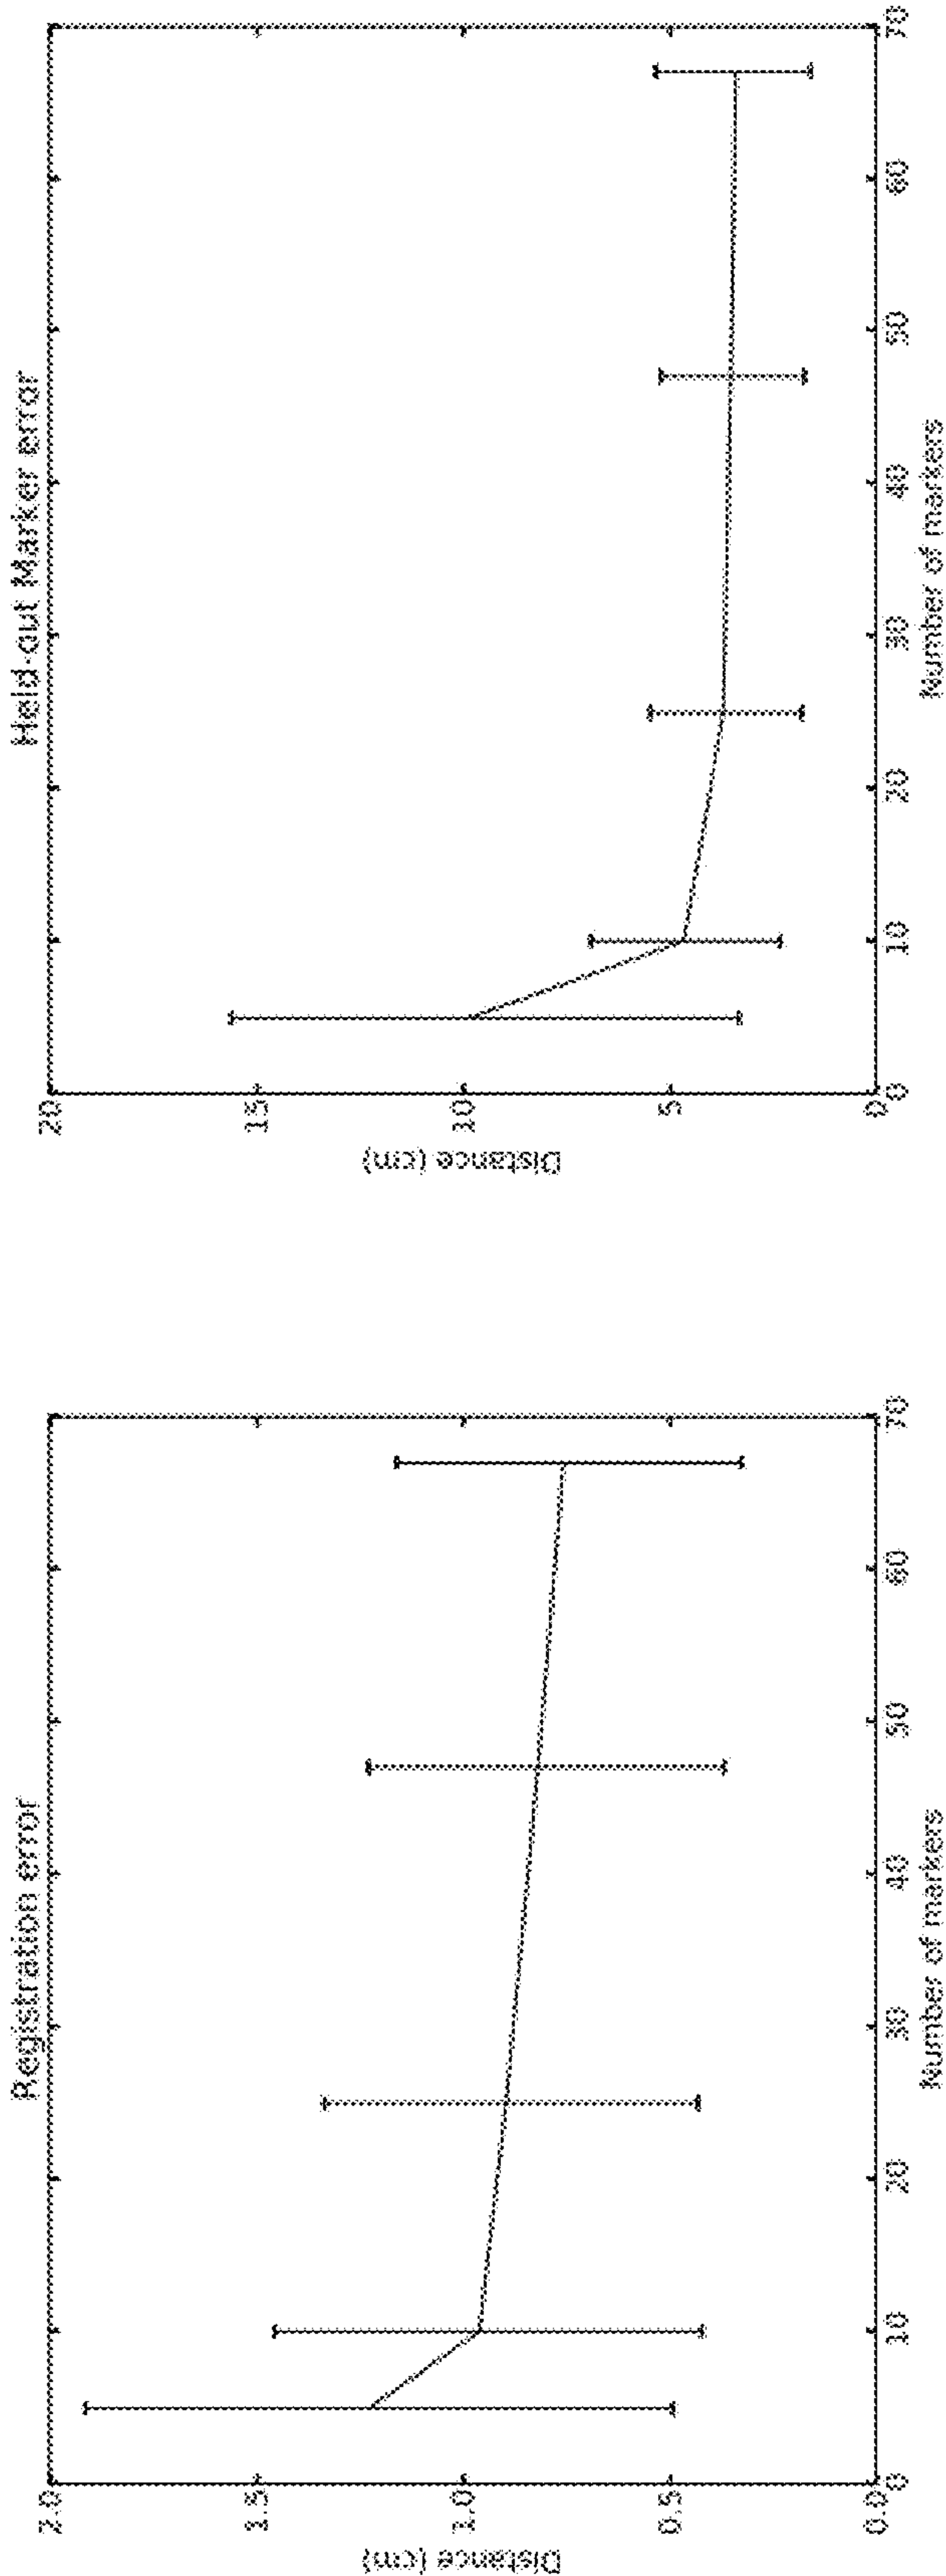 Registration error
2.0
1.5
1.0
0.5
0.0
Distance (cm)
0 10 20 30 40 50 60 70
Number of markers
Held-out Marker error
20
15
10
5
0
Distance (cm)
0 10 20 30 40 50 60 70
Number of markers